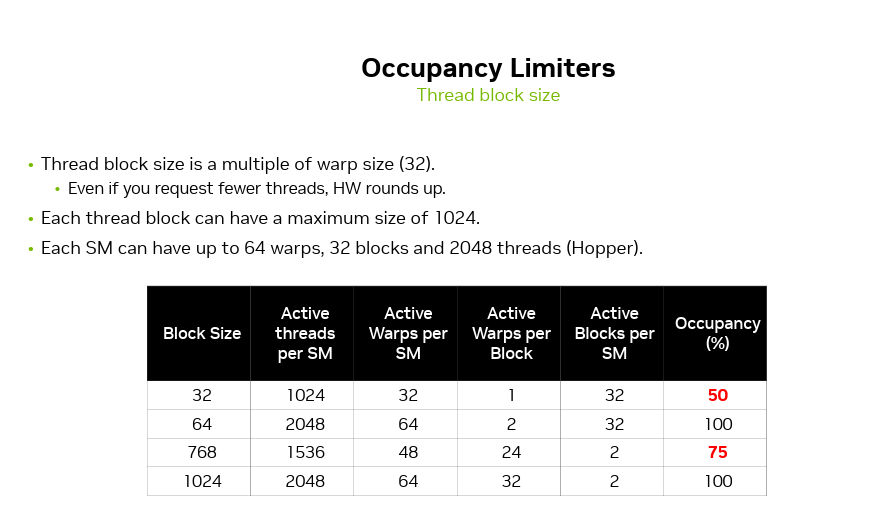 Occupancy Limiters
Thread block size
• Thread block size is a multiple of warp size (32).
• Even if you request fewer threads, HW rounds up.
• Each thread block can have a maximum size of 1024.
• Each SM can have up to 64 warps, 32 blocks and 2048 threads (Hopper).
Block Size | Active threads per SM | Active Warps per SM | Active Warps per Block | Active Blocks per SM | Occupancy (%)
32 | 1024 | 32 | 1 | 32 | 50
64 | 2048 | 64 | 2 | 32 | 100
768 | 1536 | 48 | 24 | 2 | 75
1024 | 2048 | 64 | 32 | 2 | 100